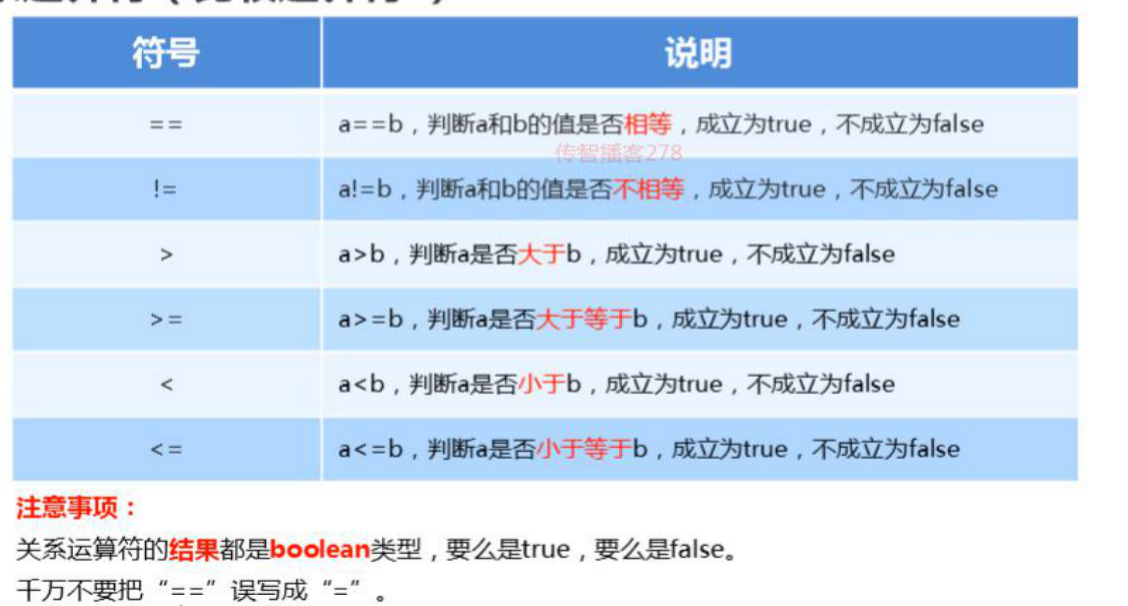 符号 说明
== a==b，判断a和b的值是否相等，成立为true，不成立为false
传智播客278
!= a!=b，判断a和b的值是否不相等，成立为true，不成立为false
> a>b，判断a是否大于b，成立为true，不成立为false
>= a>=b，判断a是否大于等于b，成立为true，不成立为false
< a<b，判断a是否小于b，成立为true，不成立为false
<= a<=b，判断a是否小于等于b，成立为true，不成立为false
注意事项：
关系运算符的结果都是boolean类型，要么是true，要么是false。
千万不要把“==”误写成“=”。